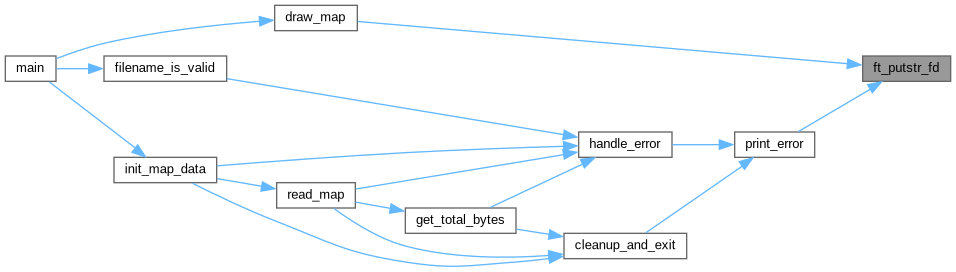 draw_map
main
filename_is_valid
ft_putstr_fd
handle_error
print_error
init_map_data
read_map
get_total_bytes
cleanup_and_exit